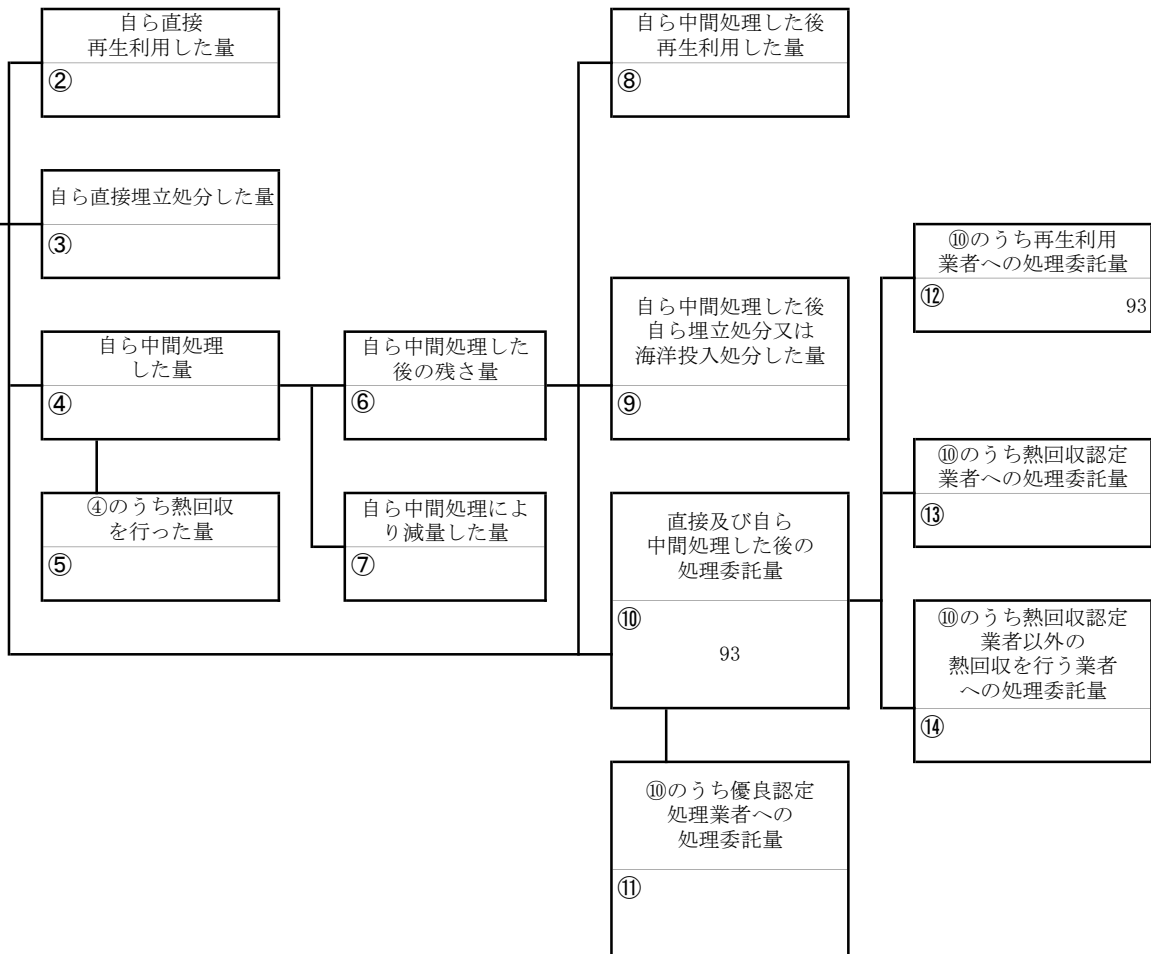 自ら直接
再生利用した量
②
自ら直接埋立処分した量
③
自ら中間処理
した量
④
④のうち熱回収
を行った量
⑤
自ら中間処理した
後の残さ量
⑥
自ら中間処理によ
り減量した量
⑦
自ら中間処理した後
再生利用した量
⑧
自ら中間処理した後
自ら埋立処分又は
海洋投入処分した量
⑨
直接及び自ら
中間処理した後の
処理委託量
⑩
93
⑩のうち優良認定
処理業者への
処理委託量
⑪
⑩のうち再生利用
業者への処理委託量
⑫
93
⑩のうち熱回収認定
業者への処理委託量
⑬
⑩のうち熱回収認定
業者以外の
熱回収を行う業者
への処理委託量
⑭